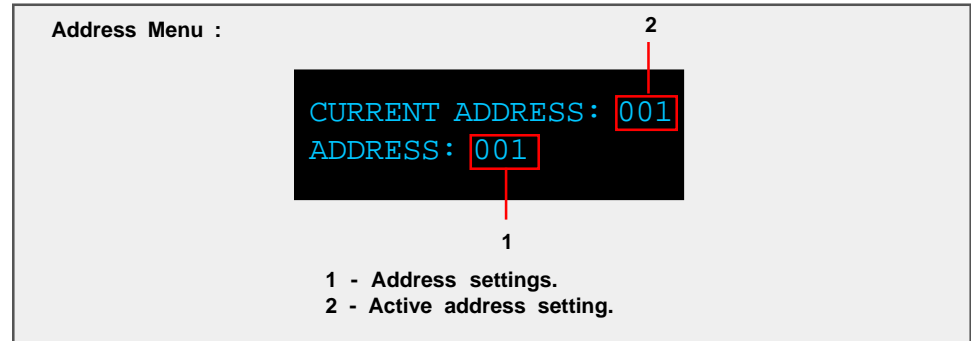 Address Menu :
2
CURRENT ADDRESS: 001
ADDRESS: 001
1
1 - Address settings.
2 - Active address setting.